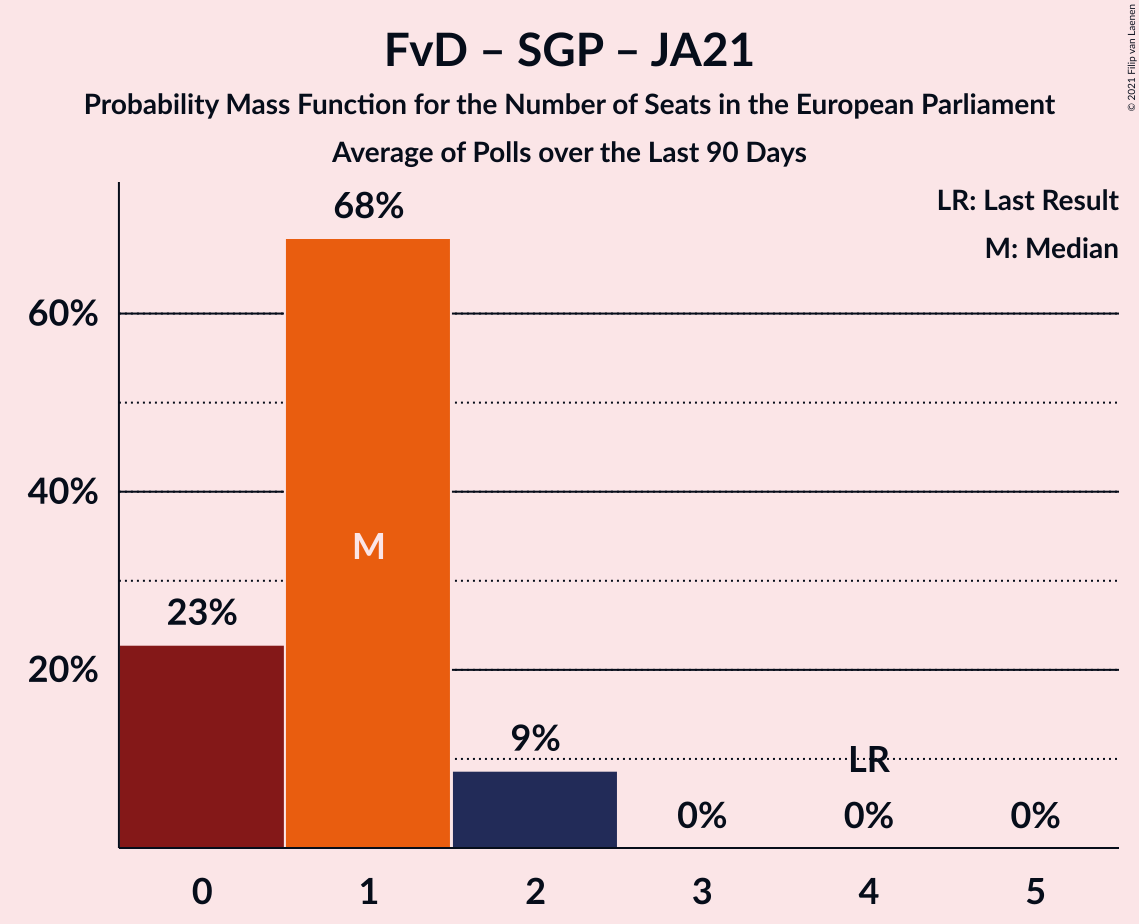 FvD – SGP – JA21
Probability Mass Function for the Number of Seats in the European Parliament
Average of Polls over the Last 90 Days
© 2021 Filip van Laenen
LR: Last Result
M: Median
68%
60%
40%
M
23%
20%
9%
LR
0%
0%
0%
0
1
2
3
4
5